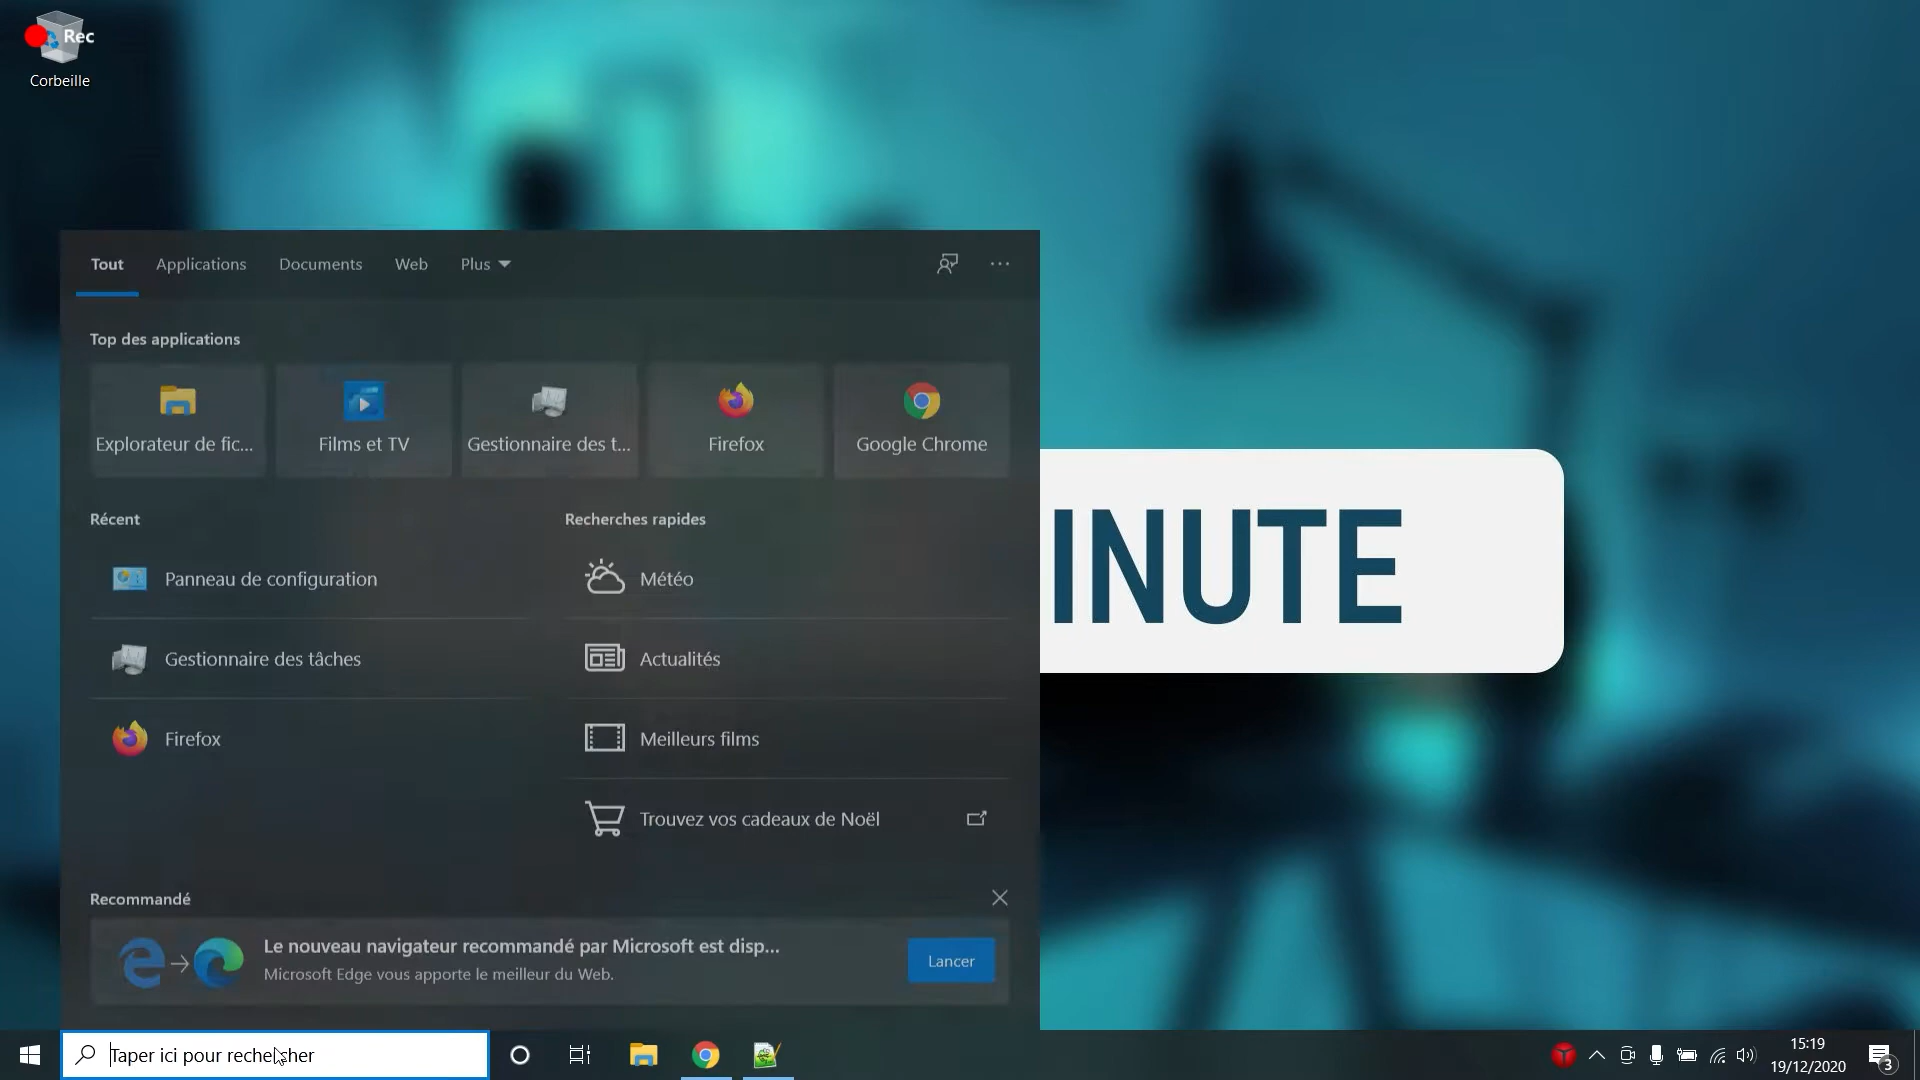 Rec
Corbeille
Tout Applications Documents Web Plus
Top des applications
Explorateur de fic... Films et TV Gestionnaire des t... Firefox Google Chrome
Récent
Panneau de configuration
Gestionnaire des tâches
Firefox
Recherches rapides
Météo
Actualités
Meilleurs films
Trouvez vos cadeaux de Noël
INUTE
Recommandé
Le nouveau navigateur recommandé par Microsoft est disp...
Microsoft Edge vous apporte le meilleur du Web.
Lancer
Taper ici pour rechercher
15:19
19/12/2020
3